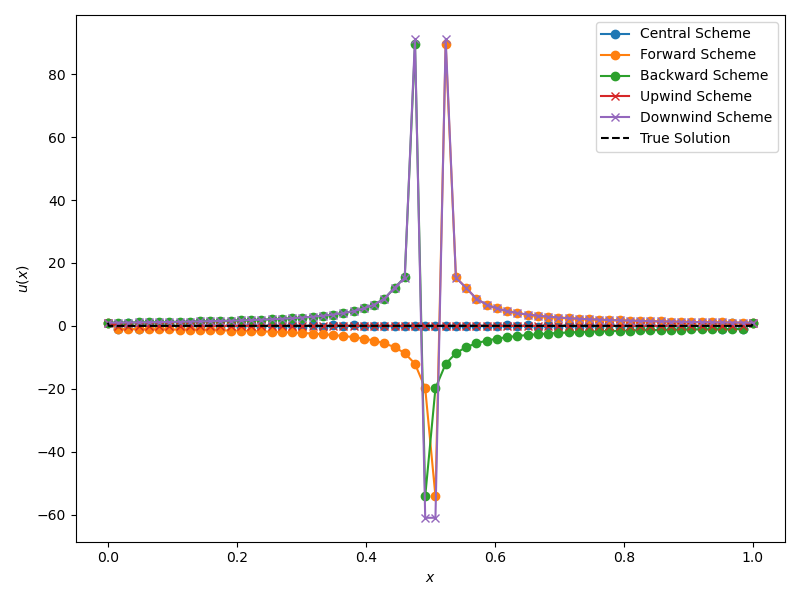 Central Scheme
Forward Scheme
Backward Scheme
Upwind Scheme
Downwind Scheme
True Solution
80
60
40
20
0
−20
−40
−60
u(x)
0.0 0.2 0.4 0.6 0.8 1.0
x